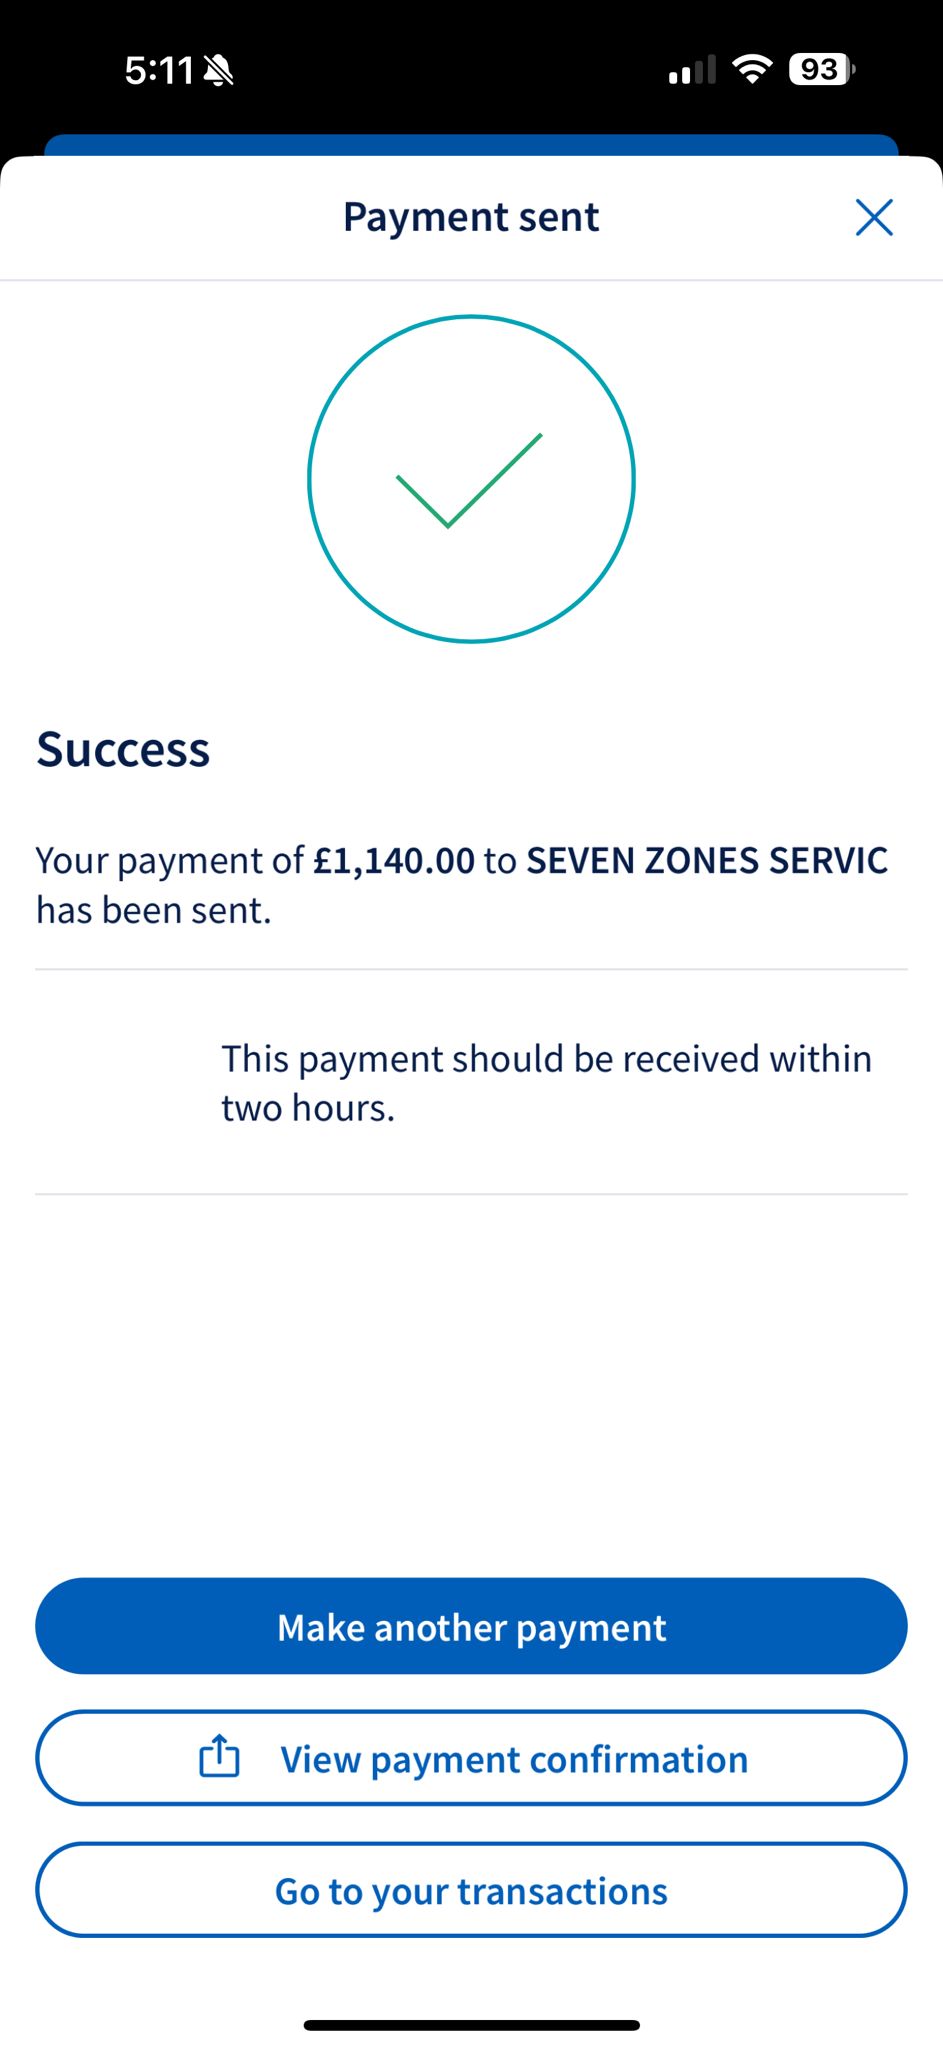 5:11
93
Payment sent
Success
Your payment of £1,140.00 to SEVEN ZONES SERVIC
has been sent.
This payment should be received within
two hours.
Make another payment
View payment confirmation
Go to your transactions